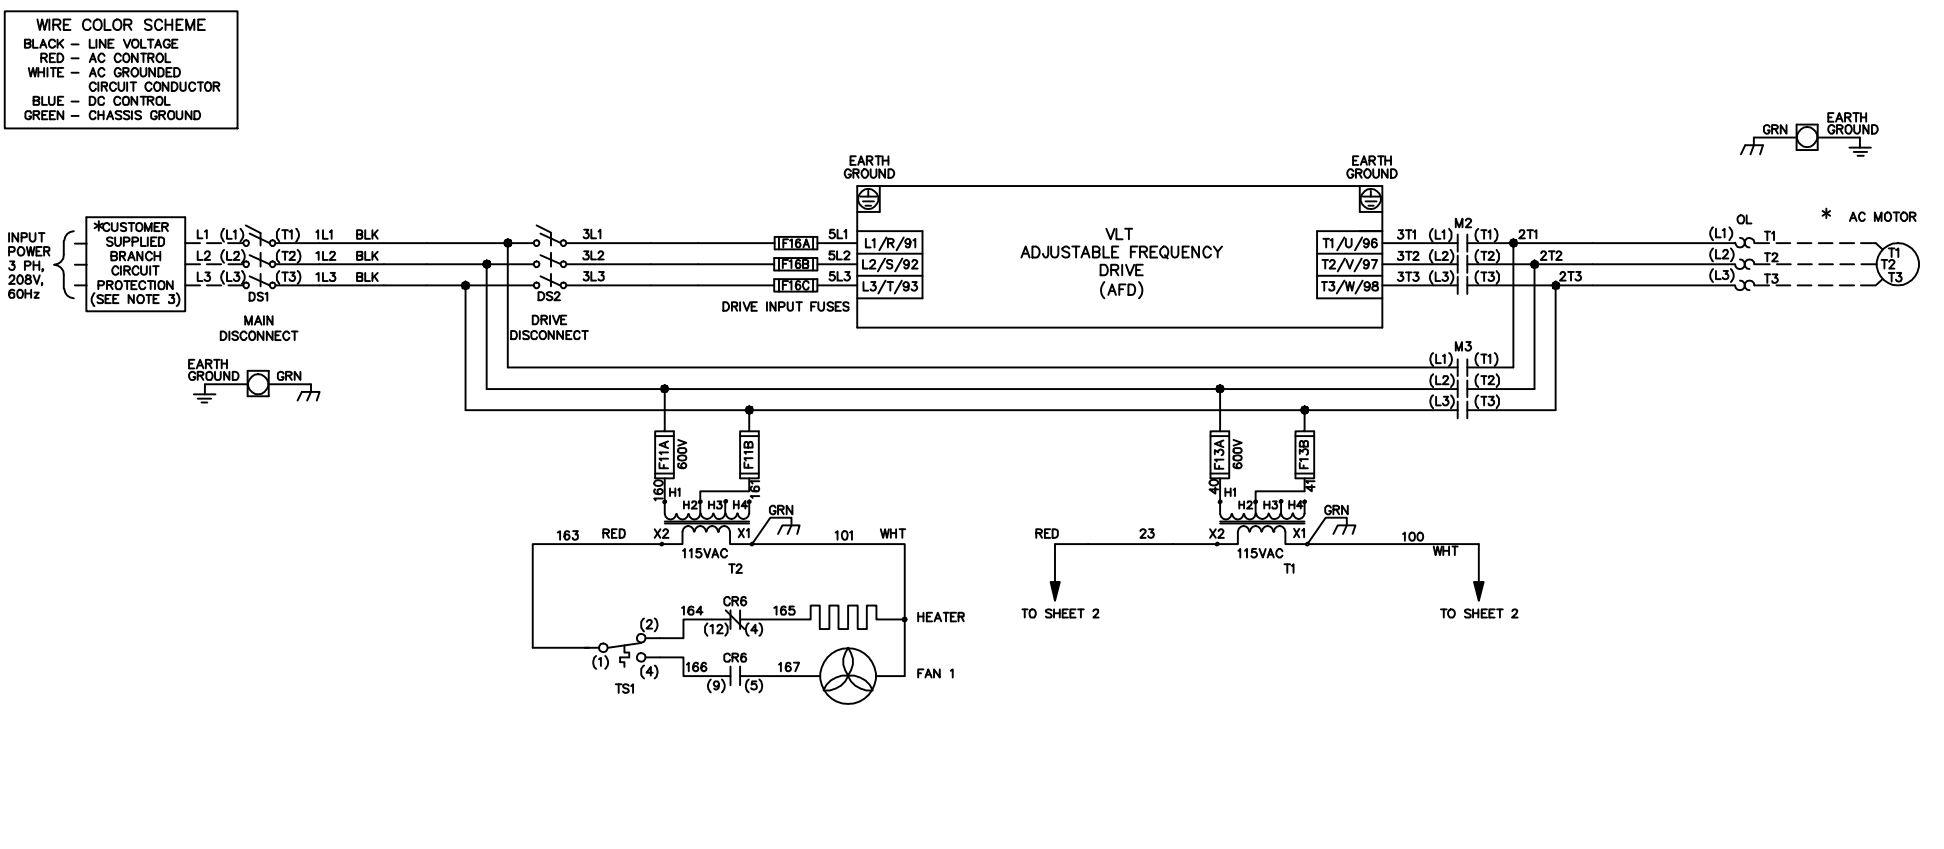 WIRE COLOR SCHEME
BLACK – LINE VOLTAGE
RED – AC CONTROL
WHITE – AC GROUNDED
CIRCUIT CONDUCTOR
BLUE – DC CONTROL
GREEN – CHASSIS GROUND
GRN
EARTH
GROUND
EARTH
GROUND
EARTH
GROUND
INPUT
POWER
3 PH,
208V,
60Hz
*CUSTOMER
SUPPLIED
BRANCH
CIRCUIT
PROTECTION
(SEE NOTE 3)
L1 (L1) (T1) 1L1 BLK
L2 (L2) (T2) 1L2 BLK
L3 (L3) (T3) 1L3 BLK
DS1
MAIN
DISCONNECT
3L1
3L2
3L3
DS2
DRIVE
DISCONNECT
F16A 5L1
F16B 5L2
F16C 5L3
DRIVE INPUT FUSES
L1/R/91
L2/S/92
L3/T/93
VLT
ADJUSTABLE FREQUENCY
DRIVE
(AFD)
T1/U/96
T2/V/97
T3/W/98
M2
3T1 (L1) (T1) 2T1
3T2 (L2) (T2) 2T2
3T3 (L3) (T3) 2T3
OL
(L1) T1
(L2) T2
(L3) T3
* AC MOTOR
T1
T2
T3
M3
(L1) (T1)
(L2) (T2)
(L3) (T3)
EARTH
GROUND
GRN
F11A
600V
F11B
160
161
H1
H2 H3 H4
GRN
163 RED X2 X1 101 WHT
115VAC
T2
F13A
600V
F13B
40
41
H1
H2 H3 H4
GRN
RED 23 X2 X1 100
WHT
115VAC
T1
TO SHEET 2
TO SHEET 2
CR6
164 165
(12) (4)
HEATER
(2)
(1)
(4)
TS1
CR6
166 167
(9) (5)
FAN 1